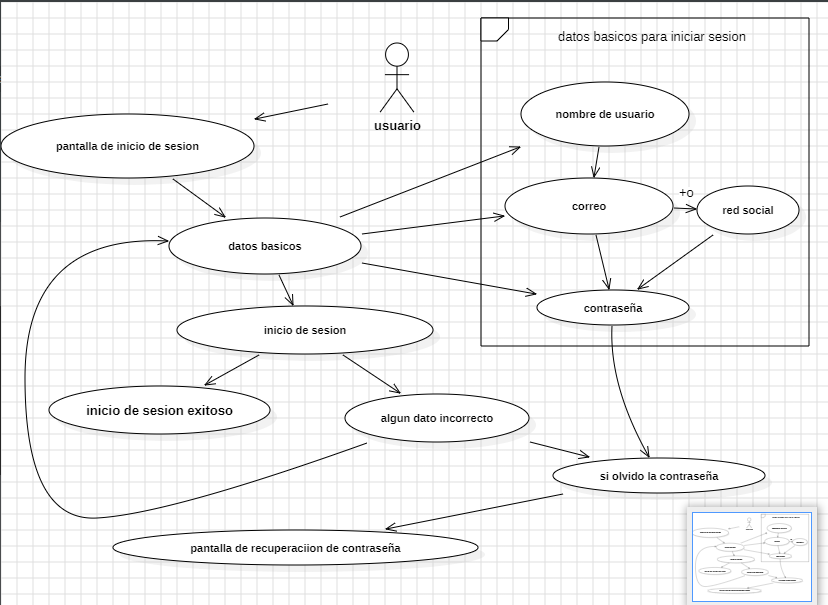 datos basicos para iniciar sesion
usuario
nombre de usuario
pantalla de inicio de sesion
+o
correo
red social
datos basicos
contraseña
inicio de sesion
inicio de sesion exitoso
algun dato incorrecto
si olvido la contraseña
pantalla de recuperaciion de contraseña